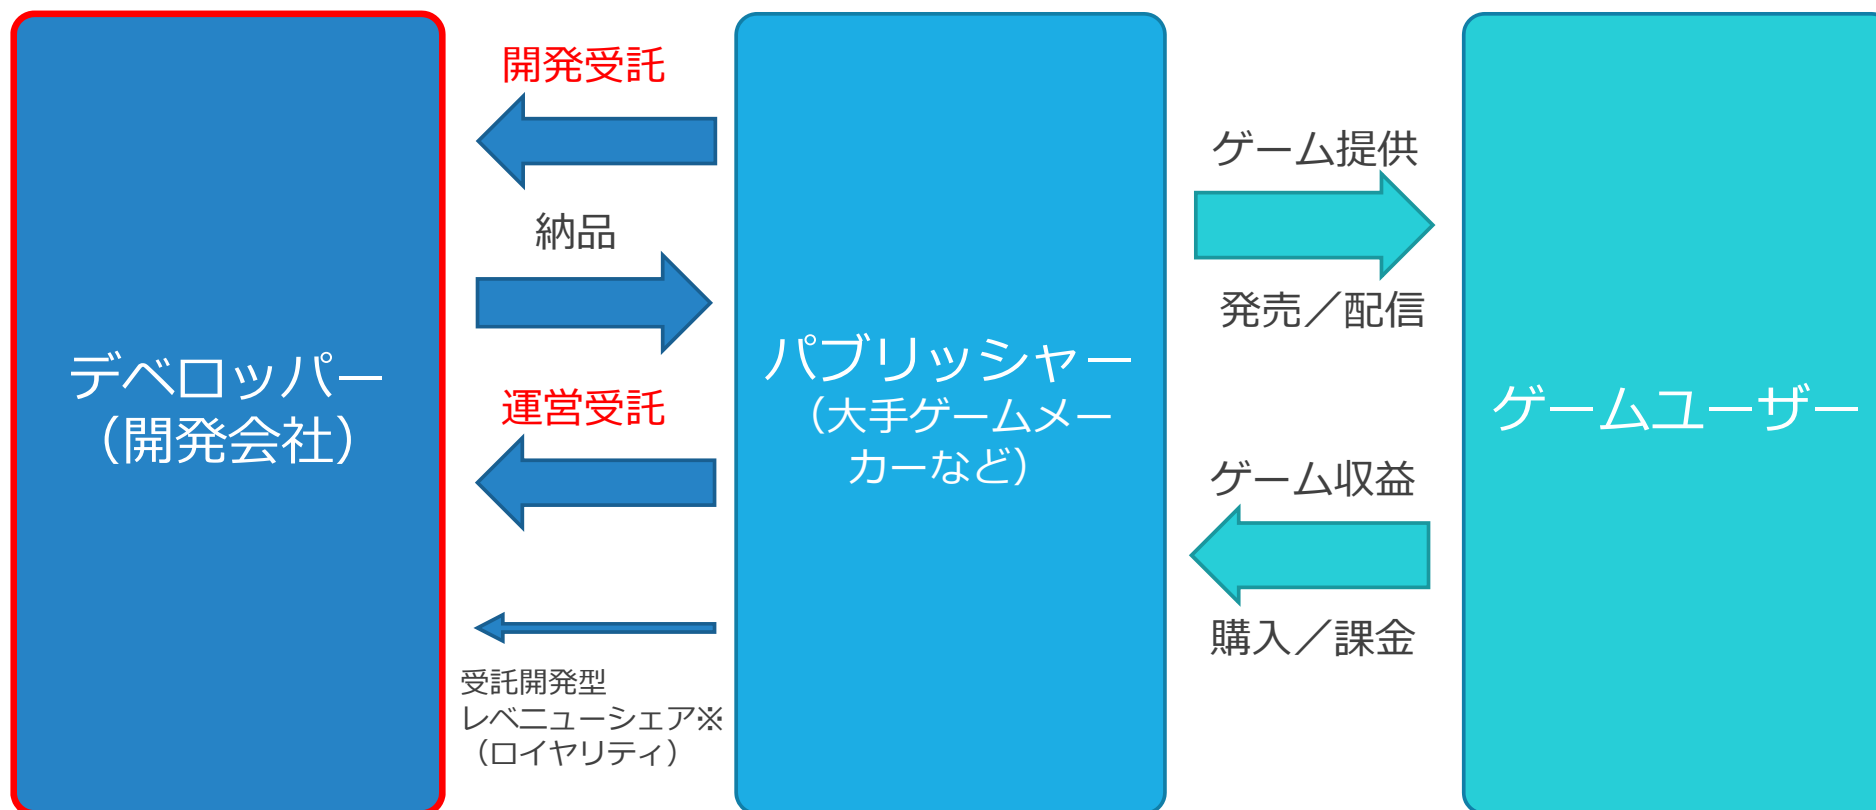 デベロッパー
（開発会社）
開発受託
納品
運営受託
受託開発型
レベニューシェア※
（ロイヤリティ）
パブリッシャー
（大手ゲームメー
カーなど）
ゲーム提供
発売／配信
ゲーム収益
購入／課金
ゲームユーザー